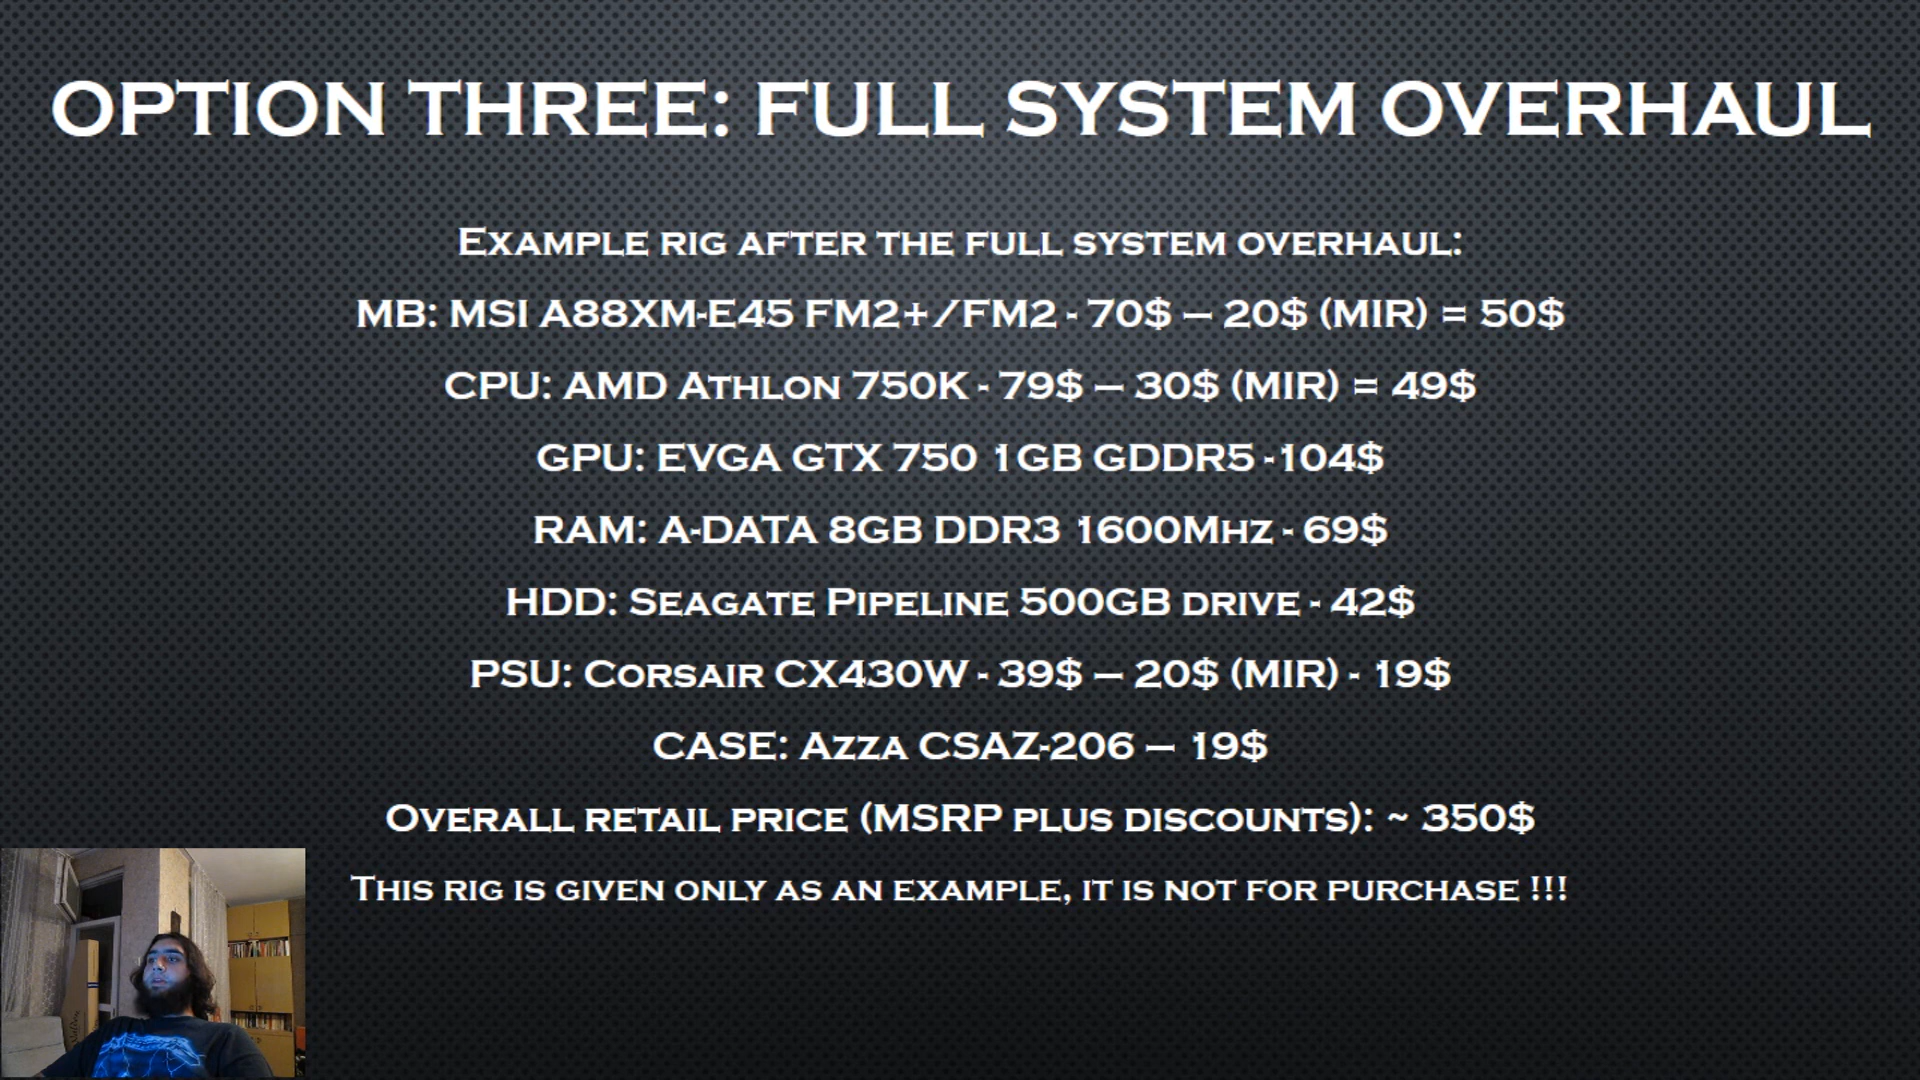 OPTION THREE: FULL SYSTEM OVERHAUL
EXAMPLE RIG AFTER THE FULL SYSTEM OVERHAUL:
MB: MSI A88XM-E45 FM2+/FM2 - 70$ – 20$ (MIR) = 50$
CPU: AMD ATHLON 750K - 79$ – 30$ (MIR) = 49$
GPU: EVGA GTX 750 1GB GDDR5 -104$
RAM: A-DATA 8GB DDR3 1600MHZ - 69$
HDD: SEAGATE PIPELINE 500GB DRIVE - 42$
PSU: CORSAIR CX430W - 39$ – 20$ (MIR) - 19$
CASE: AZZA CSAZ-206 – 19$
OVERALL RETAIL PRICE (MSRP PLUS DISCOUNTS): ~ 350$
THIS RIG IS GIVEN ONLY AS AN EXAMPLE, IT IS NOT FOR PURCHASE !!!